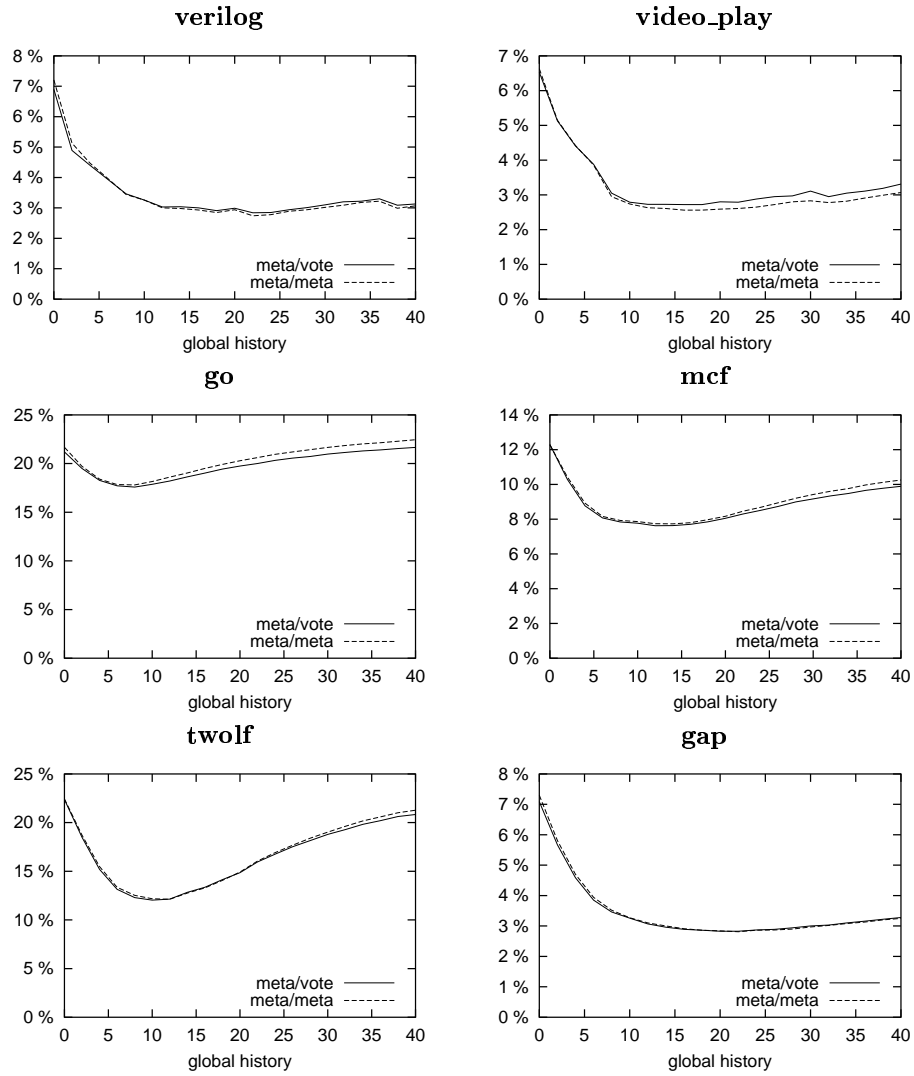 verilog
8 %
7 %
6 %
5 %
4 %
3 %
2 %
1 %
0 %
meta/vote
meta/meta
0 5 10 15 20 25 30 35 40
global history
video_play
7 %
6 %
5 %
4 %
3 %
2 %
1 %
0 %
meta/vote
meta/meta
0 5 10 15 20 25 30 35 40
global history
go
25 %
20 %
15 %
10 %
5 %
0 %
meta/vote
meta/meta
0 5 10 15 20 25 30 35 40
global history
mcf
14 %
12 %
10 %
8 %
6 %
4 %
2 %
0 %
meta/vote
meta/meta
0 5 10 15 20 25 30 35 40
global history
twolf
25 %
20 %
15 %
10 %
5 %
0 %
meta/vote
meta/meta
0 5 10 15 20 25 30 35 40
global history
gap
8 %
7 %
6 %
5 %
4 %
3 %
2 %
1 %
0 %
meta/vote
meta/meta
0 5 10 15 20 25 30 35 40
global history